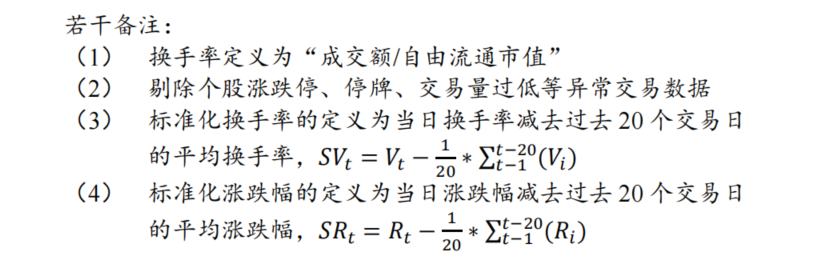 若干备注：
（1） 换手率定义为“成交额/自由流通市值”
（2） 剔除个股涨跌停、停牌、交易量过低等异常交易数据
（3） 标准化换手率的定义为当日换手率减去过去 20 个交易日
的平均换手率，$SV_t = V_t - \frac{1}{20} * \sum_{t-1}^{t-20}(V_i)$
（4） 标准化涨跌幅的定义为当日涨跌幅减去过去 20 个交易日
的平均涨跌幅，$SR_t = R_t - \frac{1}{20} * \sum_{t-1}^{t-20}(R_i)$